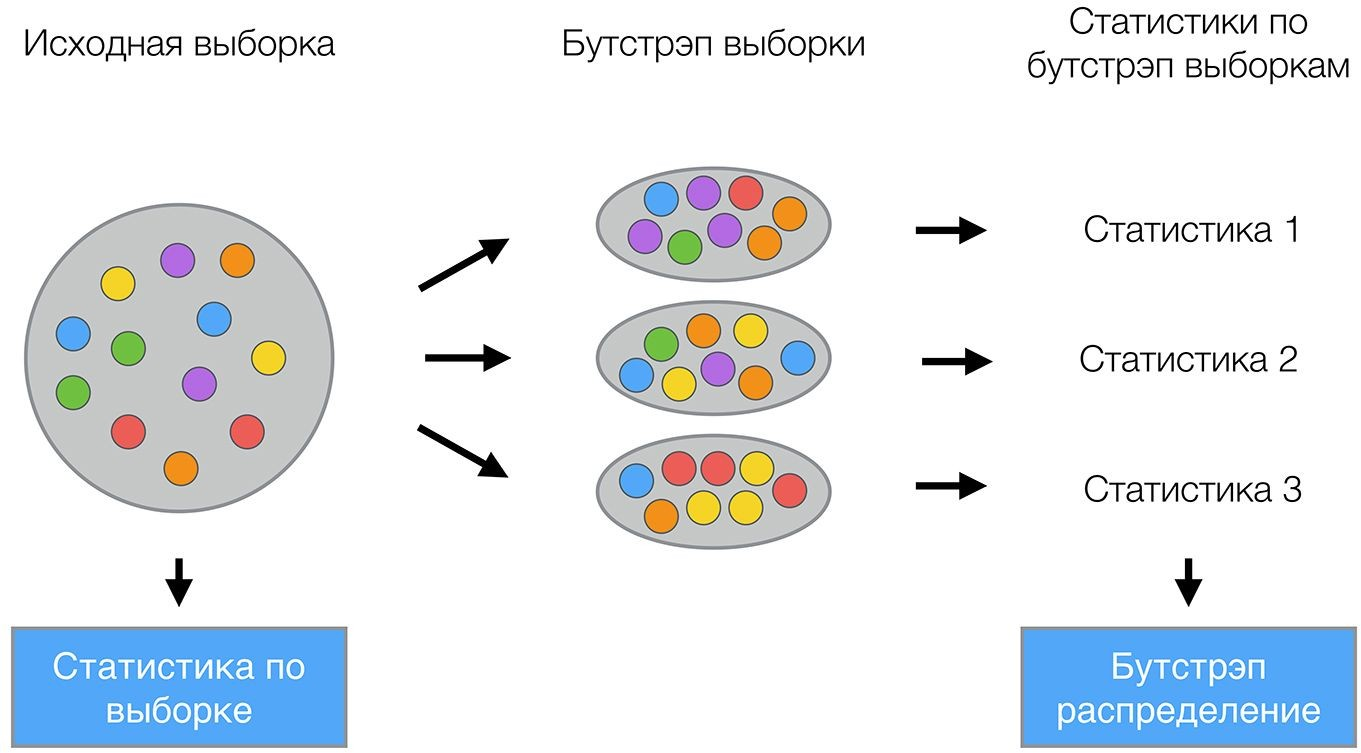 Исходная выборка
Бутстрэп выборки
Статистики по
бутстрэп выборкам
Статистика 1
Статистика 2
Статистика 3
Статистика по
выборке
Бутстрэп
распределение